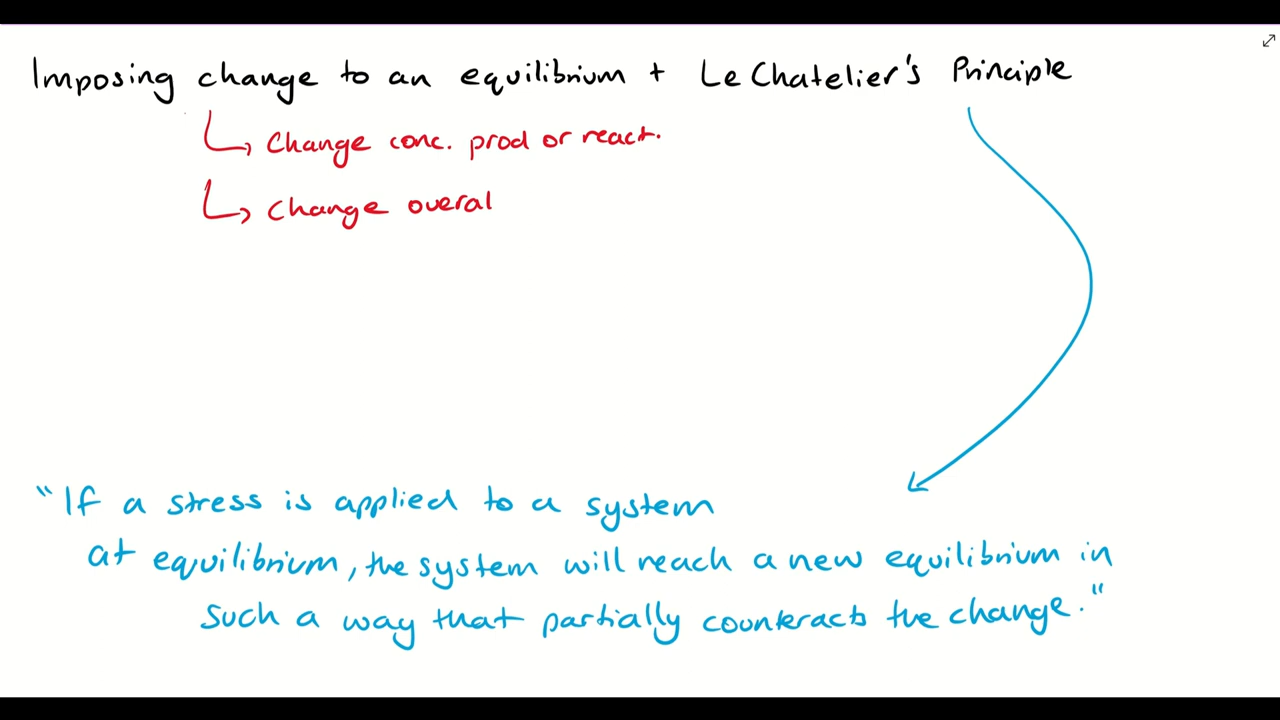 Imposing change to an equilibrium + Le Chatelier's Principle
Change conc. prod or react.
Change overal
"If a stress is applied to a system
at equilibrium, the system will reach a new equilibrium in
such a way that partially counteracts the change."